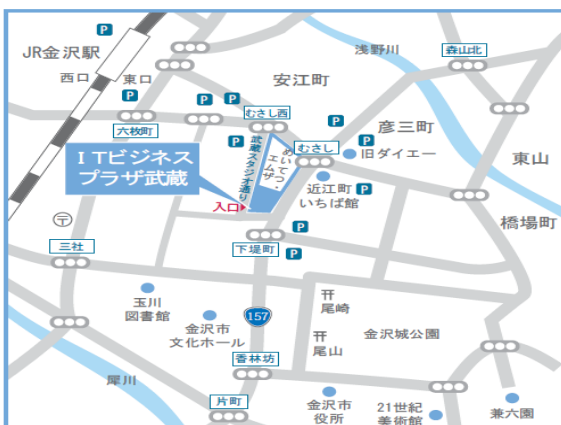 JR金沢駅
西口
東口
P
P
P
P
P
P
P
P
P
P
浅野川
森山北
安江町
むさし西
六枚町
彦三町
むさし
旧ダイエー
東山
ITビジネス
プラザ武蔵
武蔵スタジオ通り
めいてつ・
エムザ
近江町
いちば館
入口
橋場町
〒
三社
下堤町
157
玉川
図書館
金沢市
文化ホール
尾崎
尾山
金沢城公園
香林坊
犀川
片町
金沢市
役所
21世紀
美術館
兼六園